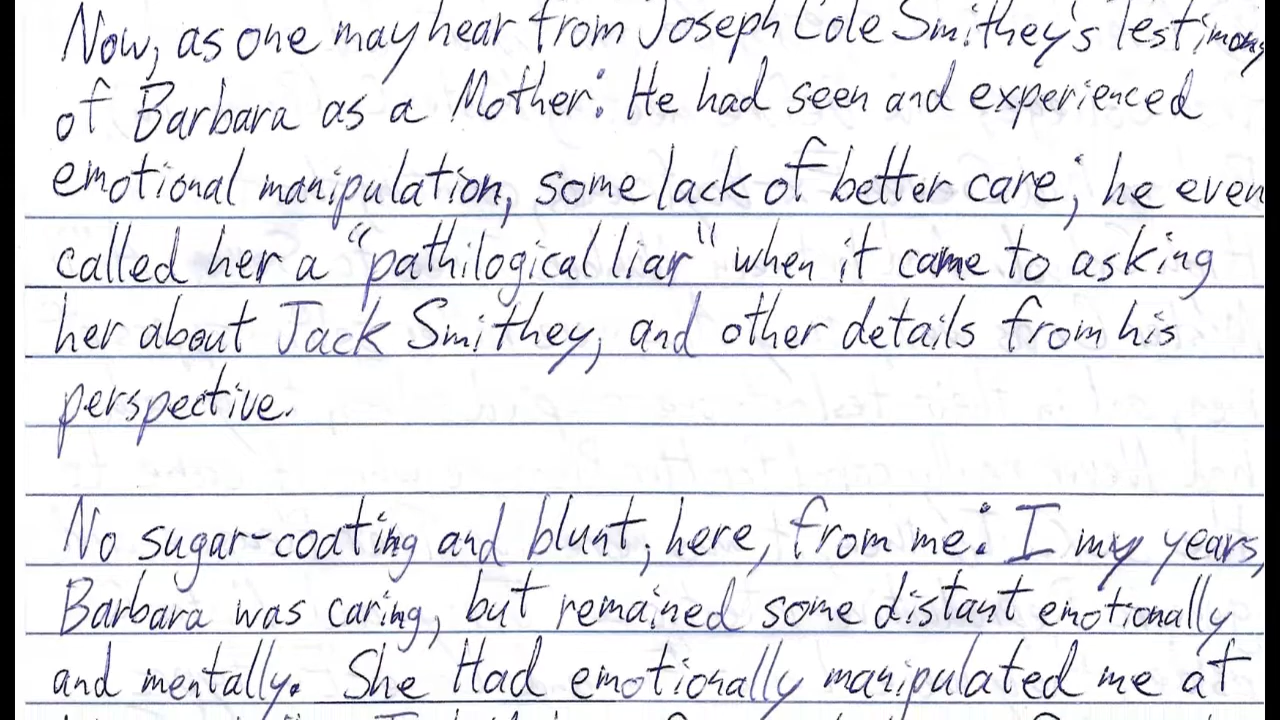 Now, as one may hear from Joseph Cole Smithey's Testimony
of Barbara as a Mother: He had seen and experienced
emotional manipulation, some lack of better care; he even
called her a "pathilogical liar" when it came to asking
her about Jack Smithey, and other details from his
perspective.
No sugar-coating and blunt, here, from me: I my years,
Barbara was caring, but remained some distant emotionally
and mentally. She Had emotionally manipulated me at